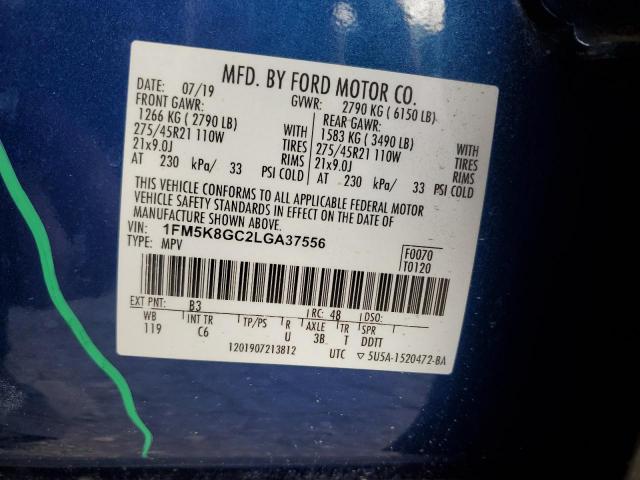 MFD. BY FORD MOTOR CO.
DATE: 07/19 GVWR: 2790 KG ( 6150 LB)
FRONT GAWR: REAR GAWR:
1266 KG ( 2790 LB) WITH 1583 KG ( 3490 LB) WITH
275/45R21 110W TIRES 275/45R21 110W TIRES
21x9.0J RIMS 21x9.0J RIMS
AT 230 kPa/ 33 PSI COLD AT 230 kPa/ 33 PSI COLD
THIS VEHICLE CONFORMS TO ALL APPLICABLE FEDERAL MOTOR
VEHICLE SAFETY STANDARDS IN EFFECT ON THE DATE OF
MANUFACTURE SHOWN ABOVE.
VIN: 1FM5K8GC2LGA37556 F0070
TYPE: MPV T0120
EXT PNT: B3 RC: 48 DSO:
WB INT TR TP/PS R AXLE TR SPR
119 C6 U 3B T DDTT
1201907213812 UTC ▽ 5U5A-1520472-BA